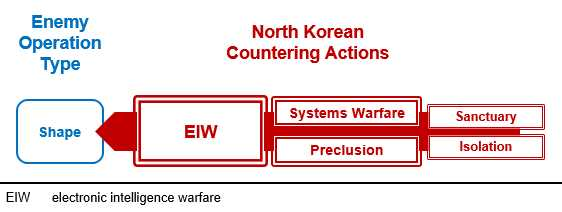 Enemy
Operation
Type
North Korean
Countering Actions
Shape
EIW
Systems Warfare
Preclusion
Sanctuary
Isolation
EIW electronic intelligence warfare